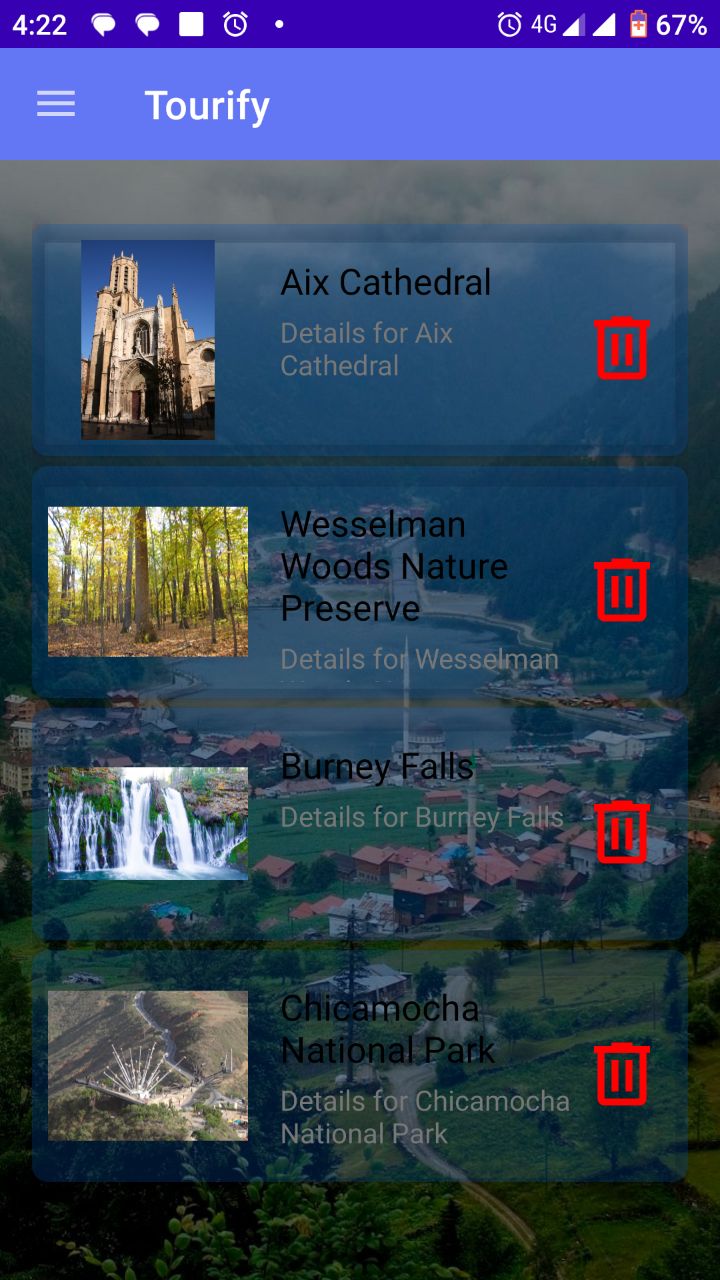 4:22 4G 67%
Tourify
Aix Cathedral
Details for Aix
Cathedral
Wesselman
Woods Nature
Preserve
Details for Wesselman
Burney Falls
Details for Burney Falls
Chicamocha
National Park
Details for Chicamocha
National Park